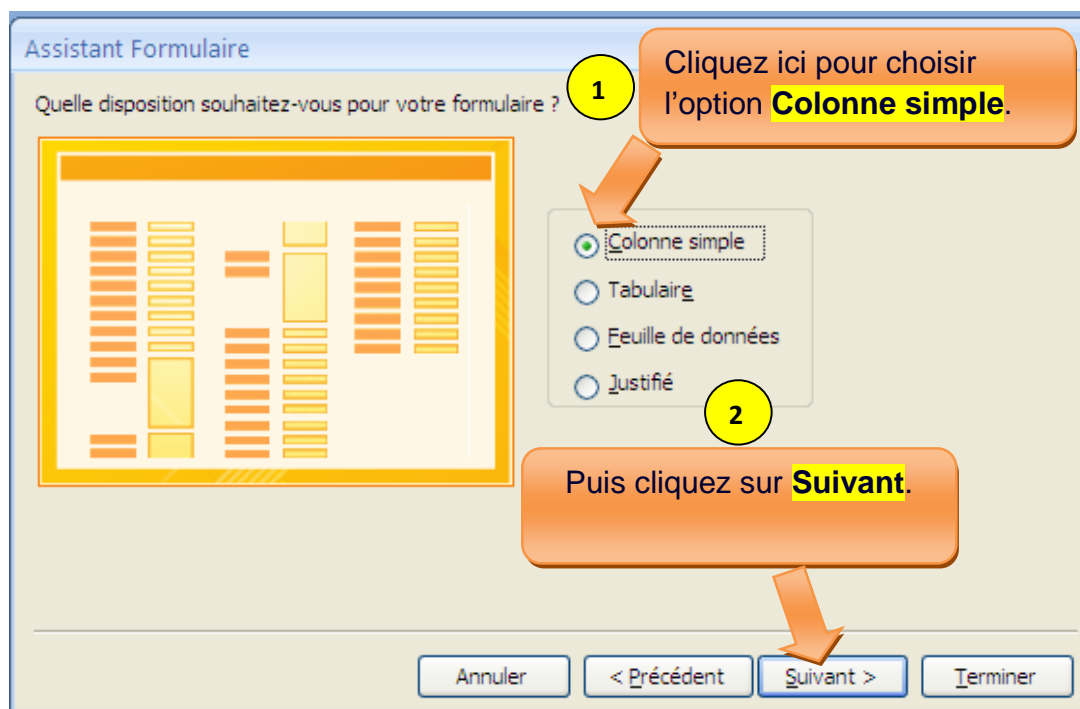 Assistant Formulaire
1
Cliquez ici pour choisir
l’option Colonne simple.
Quelle disposition souhaitez-vous pour votre formulaire ?
Colonne simple
Tabulaire
Feuille de données
Justifié
2
Puis cliquez sur Suivant.
Annuler
< Précédent
Suivant >
Terminer